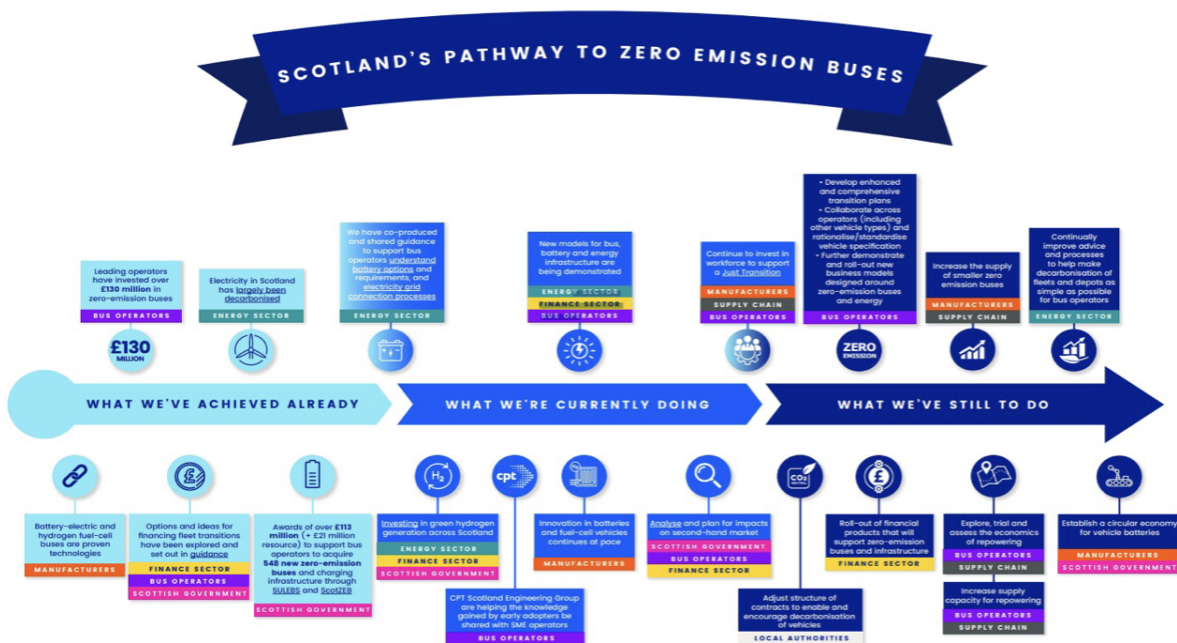 SCOTLAND'S PATHWAY TO ZERO EMISSION BUSES
Leading operators
have invested over
£130 million in
zero-emission buses
BUS OPERATORS
£130
MILLION
Electricity in Scotland
has largely been
decarbonised
ENERGY SECTOR
We have co-produced
and shared guidance
to support bus
operators understand
battery options and
requirements, and
electricity grid
connection processes
ENERGY SECTOR
New models for bus,
battery and energy
infrastructure are
being demonstrated
ENERGY SECTOR
FINANCE SECTOR
BUS OPERATORS
Continue to invest in
workforce to support
a Just Transition
MANUFACTURERS
SUPPLY CHAIN
BUS OPERATORS
• Develop enhanced
and comprehensive
transition plans
• Collaborate across
operators (including
other vehicle types) and
rationalise/standardise
vehicle specification
• Further demonstrate
and roll-out new
business models
designed around
zero-emission buses
and energy
BUS OPERATORS
ZERO
EMISSION
Increase the supply
of smaller zero
emission buses
MANUFACTURERS
SUPPLY CHAIN
Continually
improve advice
and processes
to help make
decarbonisation of
fleets and depots as
simple as possible
for bus operators
ENERGY SECTOR
WHAT WE'VE ACHIEVED ALREADY
WHAT WE'RE CURRENTLY DOING
WHAT WE'VE STILL TO DO
Battery-electric and
hydrogen fuel-cell
buses are proven
technologies
MANUFACTURERS
£
Options and ideas for
financing fleet transitions
have been explored and
set out in guidance
FINANCE SECTOR
BUS OPERATORS
SCOTTISH GOVERNMENT
Awards of over £113
million (+ £21 million
resource) to support bus
operators to acquire
548 new zero-emission
buses and charging
infrastructure through
SULEBS and ScotZEB
SCOTTISH GOVERNMENT
H₂
Investing in green hydrogen
generation across Scotland
ENERGY SECTOR
FINANCE SECTOR
SCOTTISH GOVERNMENT
cpt
CPT Scotland Engineering Group
are helping the knowledge
gained by early adopters be
shared with SME operators
BUS OPERATORS
Innovation in batteries
and fuel-cell vehicles
continues at pace
MANUFACTURERS
Analyse and plan for impacts
on second-hand market
SCOTTISH GOVERNMENT
BUS OPERATORS
FINANCE SECTOR
CO₂
Adjust structure of
contracts to enable and
encourage decarbonisation
of vehicles
LOCAL AUTHORITIES
£
Roll-out of financial
products that will
support zero-emission
buses and infrastructure
FINANCE SECTOR
Explore, trial and
assess the economics
of repowering
BUS OPERATORS
SUPPLY CHAIN
Increase supply
capacity for repowering
BUS OPERATORS
SUPPLY CHAIN
Establish a circular economy
for vehicle batteries
MANUFACTURERS
SCOTTISH GOVERNMENT